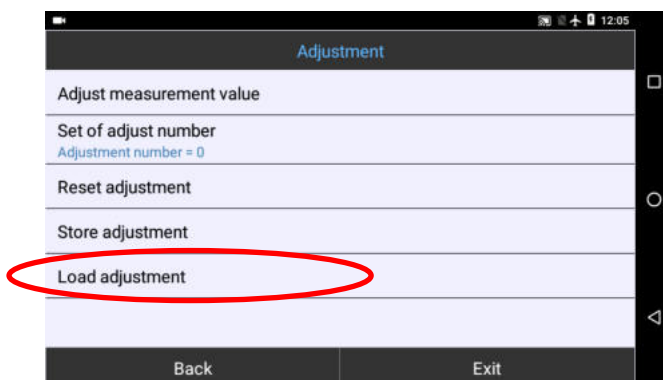 12:05
Adjustment
Adjust measurement value
Set of adjust number
Adjustment number = 0
Reset adjustment
Store adjustment
Load adjustment
Back Exit